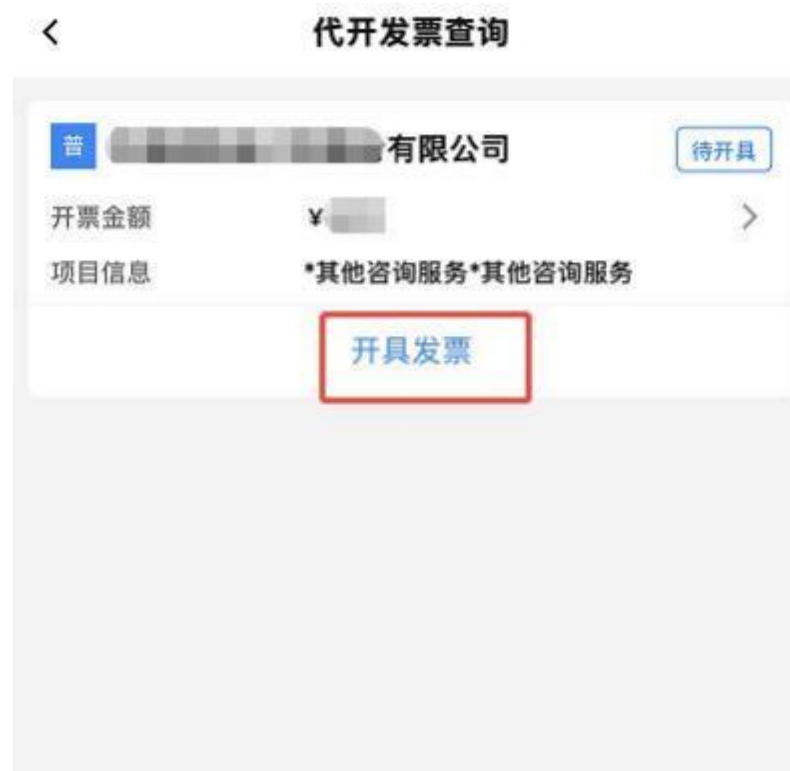 代开发票查询
普 有限公司 待开具
开票金额 ¥
项目信息 *其他咨询服务*其他咨询服务
开具发票